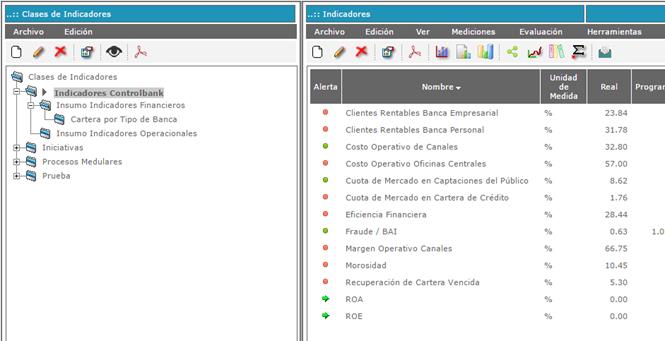 ..:: Clases de Indicadores
Archivo Edición
Clases de Indicadores
Indicadores Controlbank
Insumo Indicadores Financieros
Cartera por Tipo de Banca
Insumo Indicadores Operacionales
Iniciativas
Procesos Medulares
Prueba
..:: Indicadores
Archivo Edición Ver Mediciones Evaluación Herramientas
Alerta Nombre Unidad de Medida Real Program
Clientes Rentables Banca Empresarial % 23.84
Clientes Rentables Banca Personal % 31.78
Costo Operativo de Canales % 32.80
Costo Operativo Oficinas Centrales % 57.00
Cuota de Mercado en Captaciones del Público % 8.62
Cuota de Mercado en Cartera de Crédito % 1.76
Eficiencia Financiera % 28.44
Fraude / BAI % 0.63 1.0
Margen Operativo Canales % 66.75
Morosidad % 10.45
Recuperación de Cartera Vencida % 5.30
ROA % 0.00
ROE % 0.00